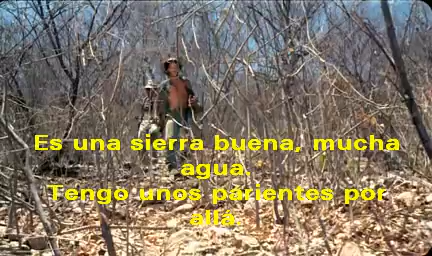 Es una sierra buena, mucha
agua.
Tengo unos parientes por
allá.